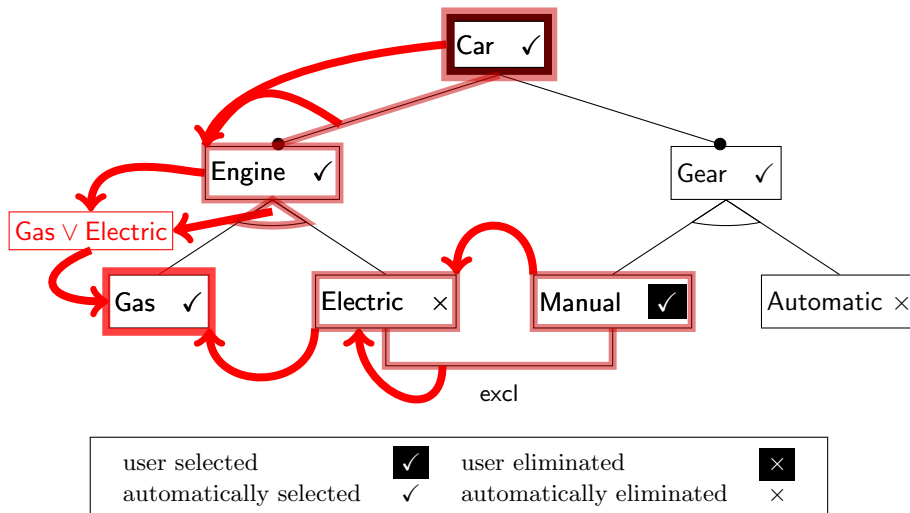 Car ✓
Engine ✓
Gear ✓
Gas ∨ Electric
Gas ✓
Electric ×
Manual ✓
Automatic ×
excl
user selected ✓ user eliminated ×
automatically selected ✓ automatically eliminated ×